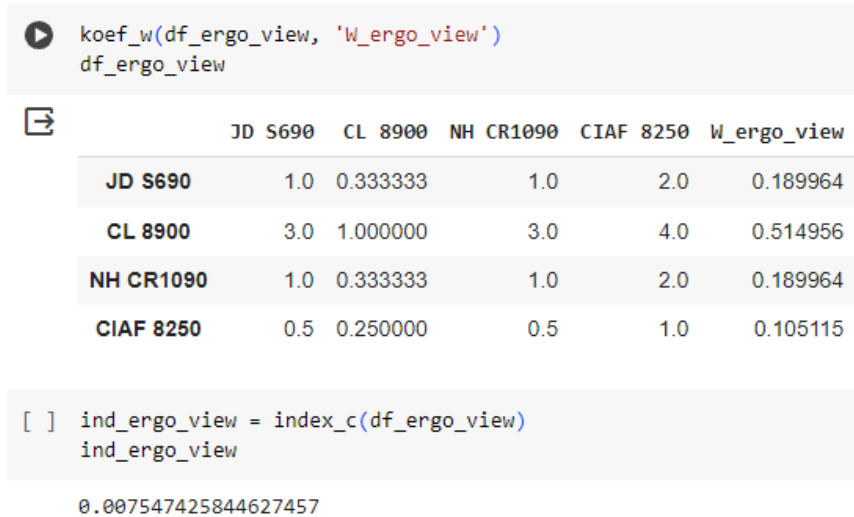 koef_w(df_ergo_view, 'W_ergo_view')
df_ergo_view
JD S690 CL 8900 NH CR1090 CIAF 8250 W_ergo_view
JD S690 1.0 0.333333 1.0 2.0 0.189964
CL 8900 3.0 1.000000 3.0 4.0 0.514956
NH CR1090 1.0 0.333333 1.0 2.0 0.189964
CIAF 8250 0.5 0.250000 0.5 1.0 0.105115
[ ] ind_ergo_view = index_c(df_ergo_view)
ind_ergo_view
0.007547425844627457